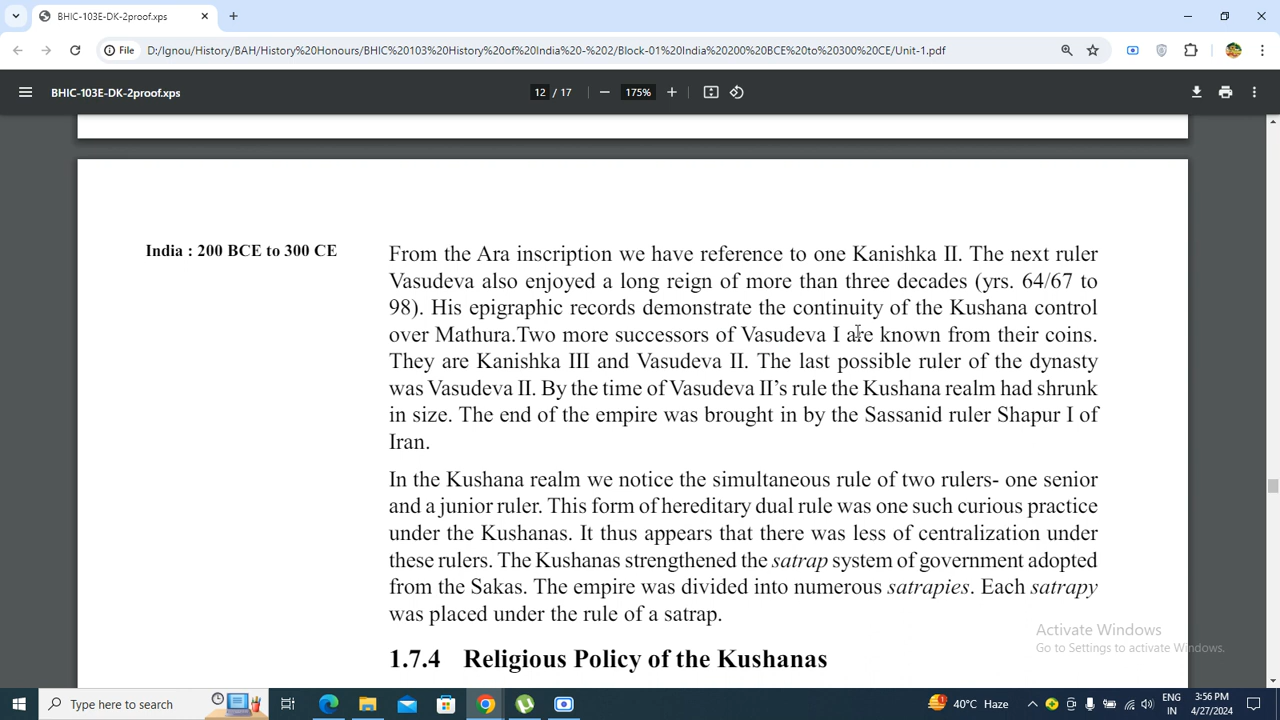 BHIC-103E-DK-2proof.xps
File
D:/Ignou/History/BAH/History%20Honours/BHIC%20103%20History%20of%20India%20-%202/Block-01%20India%20200%20BCE%20to%20300%20CE/Unit-1.pdf
BHIC-103E-DK-2proof.xps
12 / 17
175%
India : 200 BCE to 300 CE
From the Ara inscription we have reference to one Kanishka II. The next ruler
Vasudeva also enjoyed a long reign of more than three decades (yrs. 64/67 to
98). His epigraphic records demonstrate the continuity of the Kushana control
over Mathura.Two more successors of Vasudeva I are known from their coins.
They are Kanishka III and Vasudeva II. The last possible ruler of the dynasty
was Vasudeva II. By the time of Vasudeva II’s rule the Kushana realm had shrunk
in size. The end of the empire was brought in by the Sassanid ruler Shapur I of
Iran.
In the Kushana realm we notice the simultaneous rule of two rulers- one senior
and a junior ruler. This form of hereditary dual rule was one such curious practice
under the Kushanas. It thus appears that there was less of centralization under
these rulers. The Kushanas strengthened the satrap system of government adopted
from the Sakas. The empire was divided into numerous satrapies. Each satrapy
was placed under the rule of a satrap.
1.7.4 Religious Policy of the Kushanas
Activate Windows
Go to Settings to activate Windows.
Type here to search
40°C Haze
ENG
IN
3:56 PM
4/27/2024